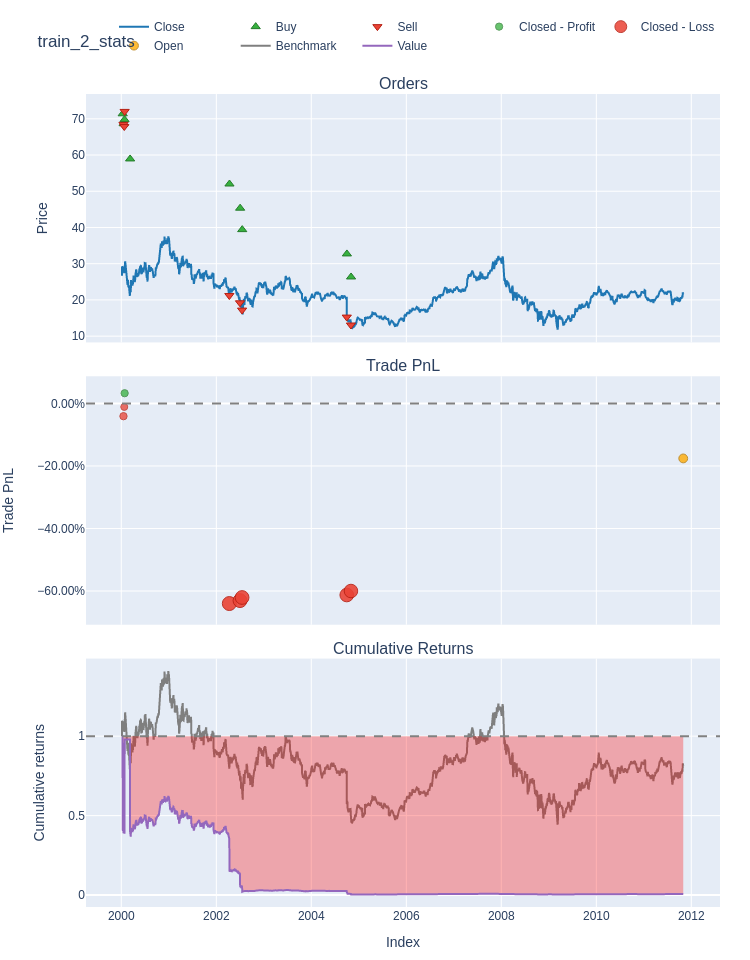 train_2_stats
Close
Buy
Sell
Closed - Profit
Closed - Loss
Open
Benchmark
Value
Orders
Price
70
60
50
40
30
20
10
Trade PnL
Trade PnL
0.00%
−20.00%
−40.00%
−60.00%
Cumulative Returns
Cumulative returns
1
0.5
0
2000 2002 2004 2006 2008 2010 2012
Index